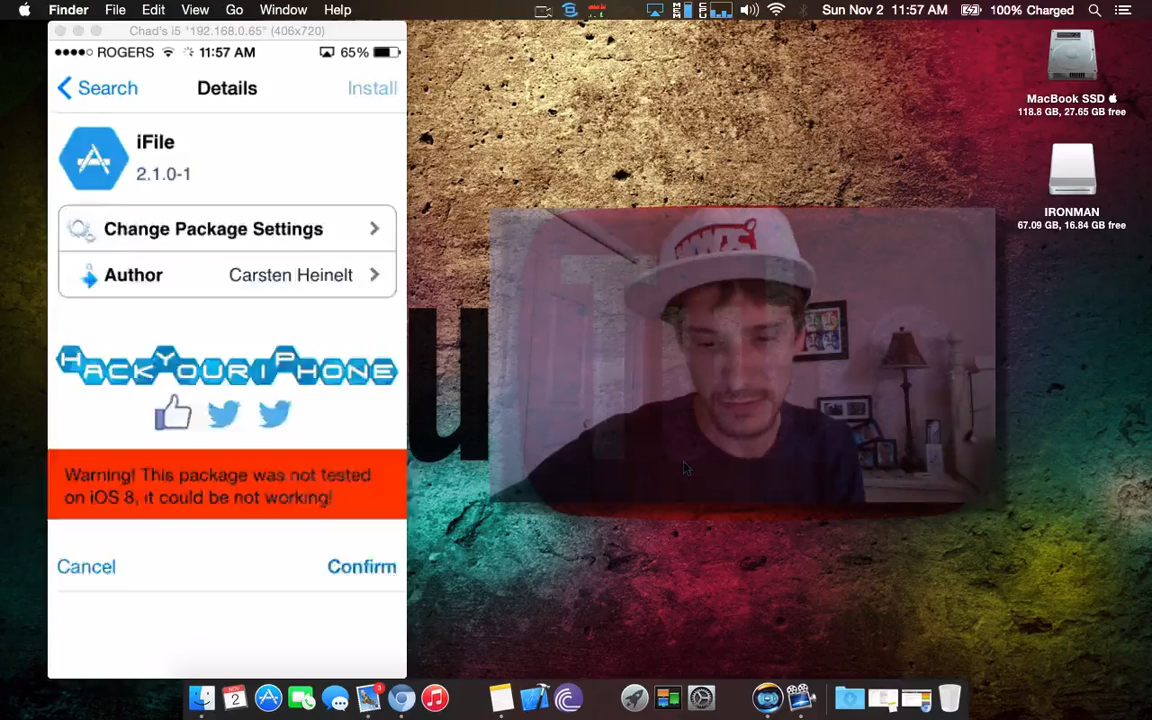 Finder File Edit View Go Window Help
Sun Nov 2 11:57 AM 100% Charged
Chad's i5 "192.168.0.65" (406x720)
ROGERS 11:57 AM 65%
Search Details Install
iFile
2.1.0-1
Change Package Settings
Author Carsten Heinelt
HACKYOURIPHONE
Warning! This package was not tested
on iOS 8, it could be not working!
Cancel Confirm
MacBook SSD
118.8 GB, 27.65 GB free
IRONMAN
67.09 GB, 16.84 GB free
NOV
2
3